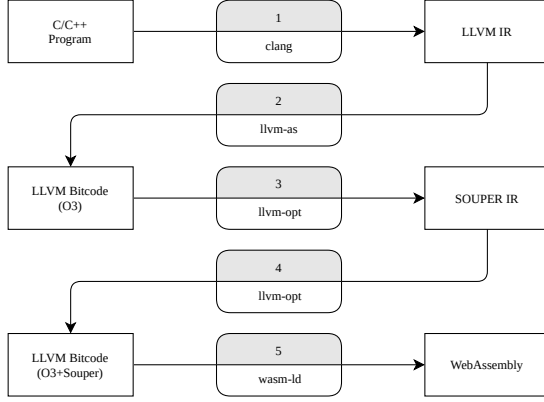 C/C++
Program
1
clang
LLVM IR
2
llvm-as
LLVM Bitcode
(O3)
3
llvm-opt
SOUPER IR
4
llvm-opt
LLVM Bitcode
(O3+Souper)
5
wasm-ld
WebAssembly